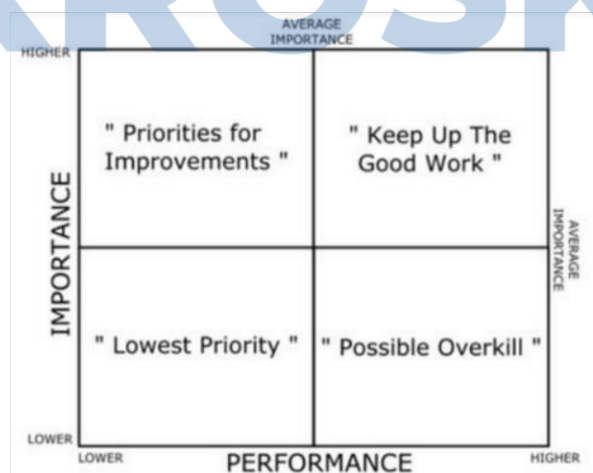 AVERAGE
IMPORTANCE
HIGHER
" Priorities for
Improvements "
" Keep Up The
Good Work "
IMPORTANCE
AVERAGE
IMPORTANCE
" Lowest Priority "
" Possible Overkill "
LOWER
LOWER
PERFORMANCE
HIGHER